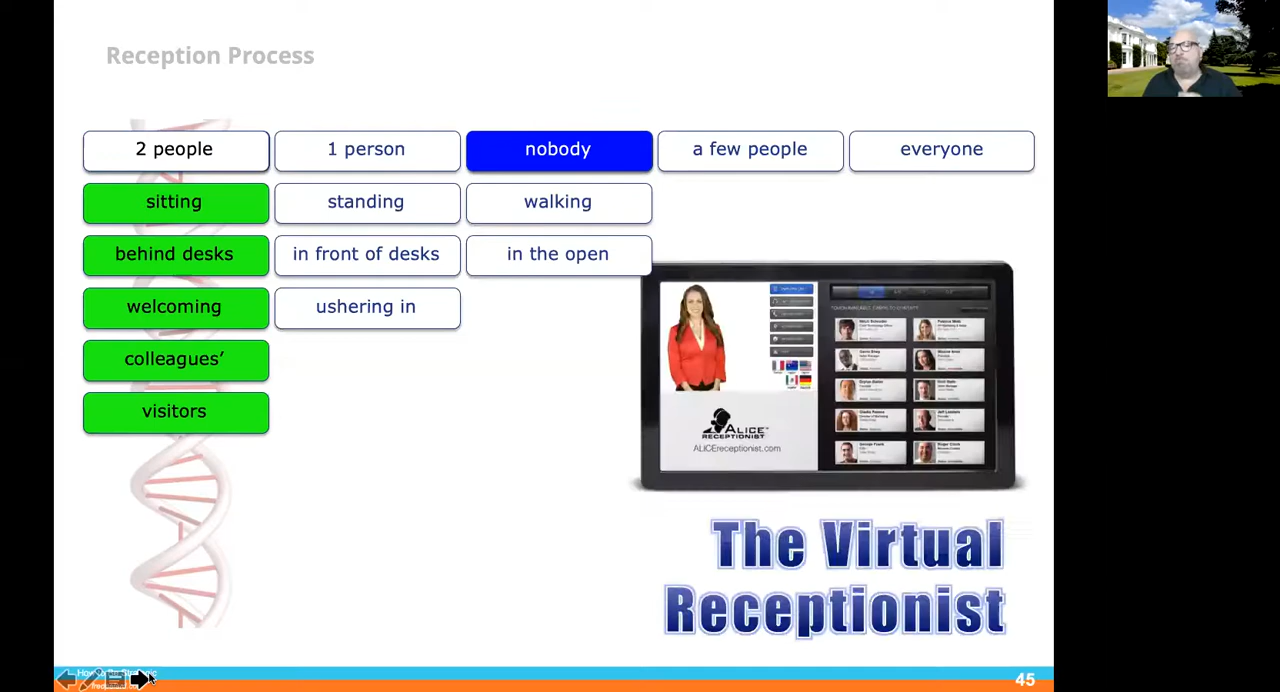 Reception Process
2 people
1 person
nobody
a few people
everyone
sitting
standing
walking
behind desks
in front of desks
in the open
welcoming
ushering in
colleagues’
visitors
ALICE
RECEPTIONIST
ALICEreceptionist.com
The Virtual
Receptionist
45